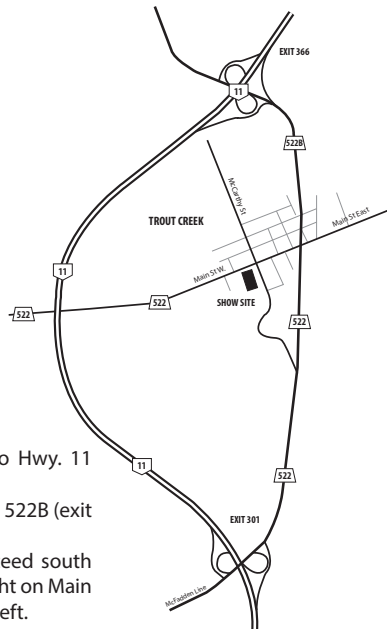 EXIT 366
11
522B
McCarthy St
TROUT CREEK
Main St East
11
Main St W.
522
522
SHOW SITE
522
11
522
EXIT 301
McFadden Line
o Hwy. 11
522B (exit
eed south
ht on Main
eft.